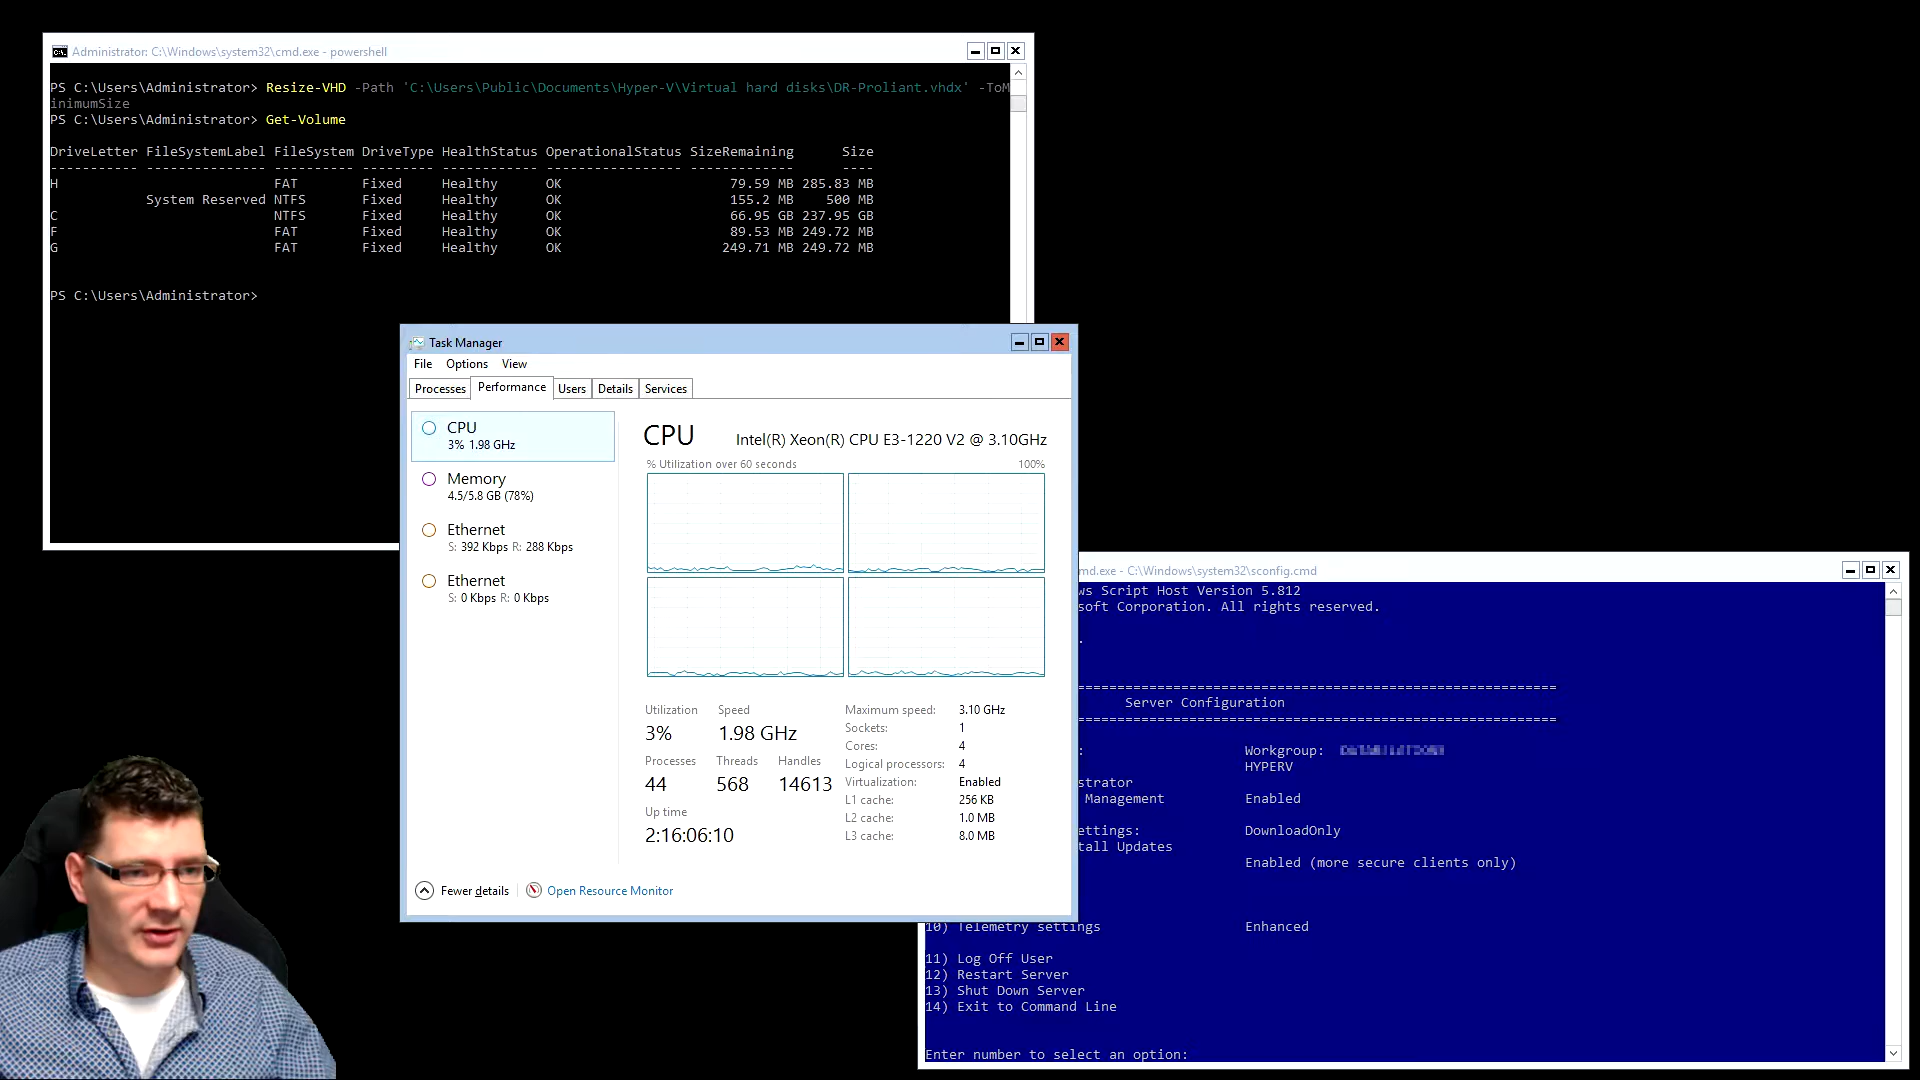 Administrator: C:\Windows\system32\cmd.exe - powershell
PS C:\Users\Administrator> Resize-VHD -Path 'C:\Users\Public\Documents\Hyper-V\Virtual hard disks\DR-Proliant.vhdx' -ToM
inimumSize
PS C:\Users\Administrator> Get-Volume
DriveLetter FileSystemLabel FileSystem DriveType HealthStatus OperationalStatus SizeRemaining Size
----------- --------------- ---------- --------- ------------ ----------------- ------------- ----
H FAT Fixed Healthy OK 79.59 MB 285.83 MB
System Reserved NTFS Fixed Healthy OK 155.2 MB 500 MB
C NTFS Fixed Healthy OK 66.95 GB 237.95 GB
F FAT Fixed Healthy OK 89.53 MB 249.72 MB
G FAT Fixed Healthy OK 249.71 MB 249.72 MB
PS C:\Users\Administrator>
Task Manager
File Options View
Processes Performance Users Details Services
CPU
3% 1.98 GHz
Memory
4.5/5.8 GB (78%)
Ethernet
S: 392 Kbps R: 288 Kbps
Ethernet
S: 0 Kbps R: 0 Kbps
CPU Intel(R) Xeon(R) CPU E3-1220 V2 @ 3.10GHz
% Utilization over 60 seconds 100%
Utilization Speed
3% 1.98 GHz
Processes Threads Handles
44 568 14613
Up time
2:16:06:10
Maximum speed: 3.10 GHz
Sockets: 1
Cores: 4
Logical processors: 4
Virtualization: Enabled
L1 cache: 256 KB
L2 cache: 1.0 MB
L3 cache: 8.0 MB
Fewer details Open Resource Monitor
md.exe - C:\Windows\system32\sconfig.cmd
ws Script Host Version 5.812
soft Corporation. All rights reserved.
.
============================================================
Server Configuration
============================================================
: Workgroup:
HYPERV
strator
Management Enabled
ettings: DownloadOnly
tall Updates
Enabled (more secure clients only)
10) Telemetry settings Enhanced
11) Log Off User
12) Restart Server
13) Shut Down Server
14) Exit to Command Line
Enter number to select an option: